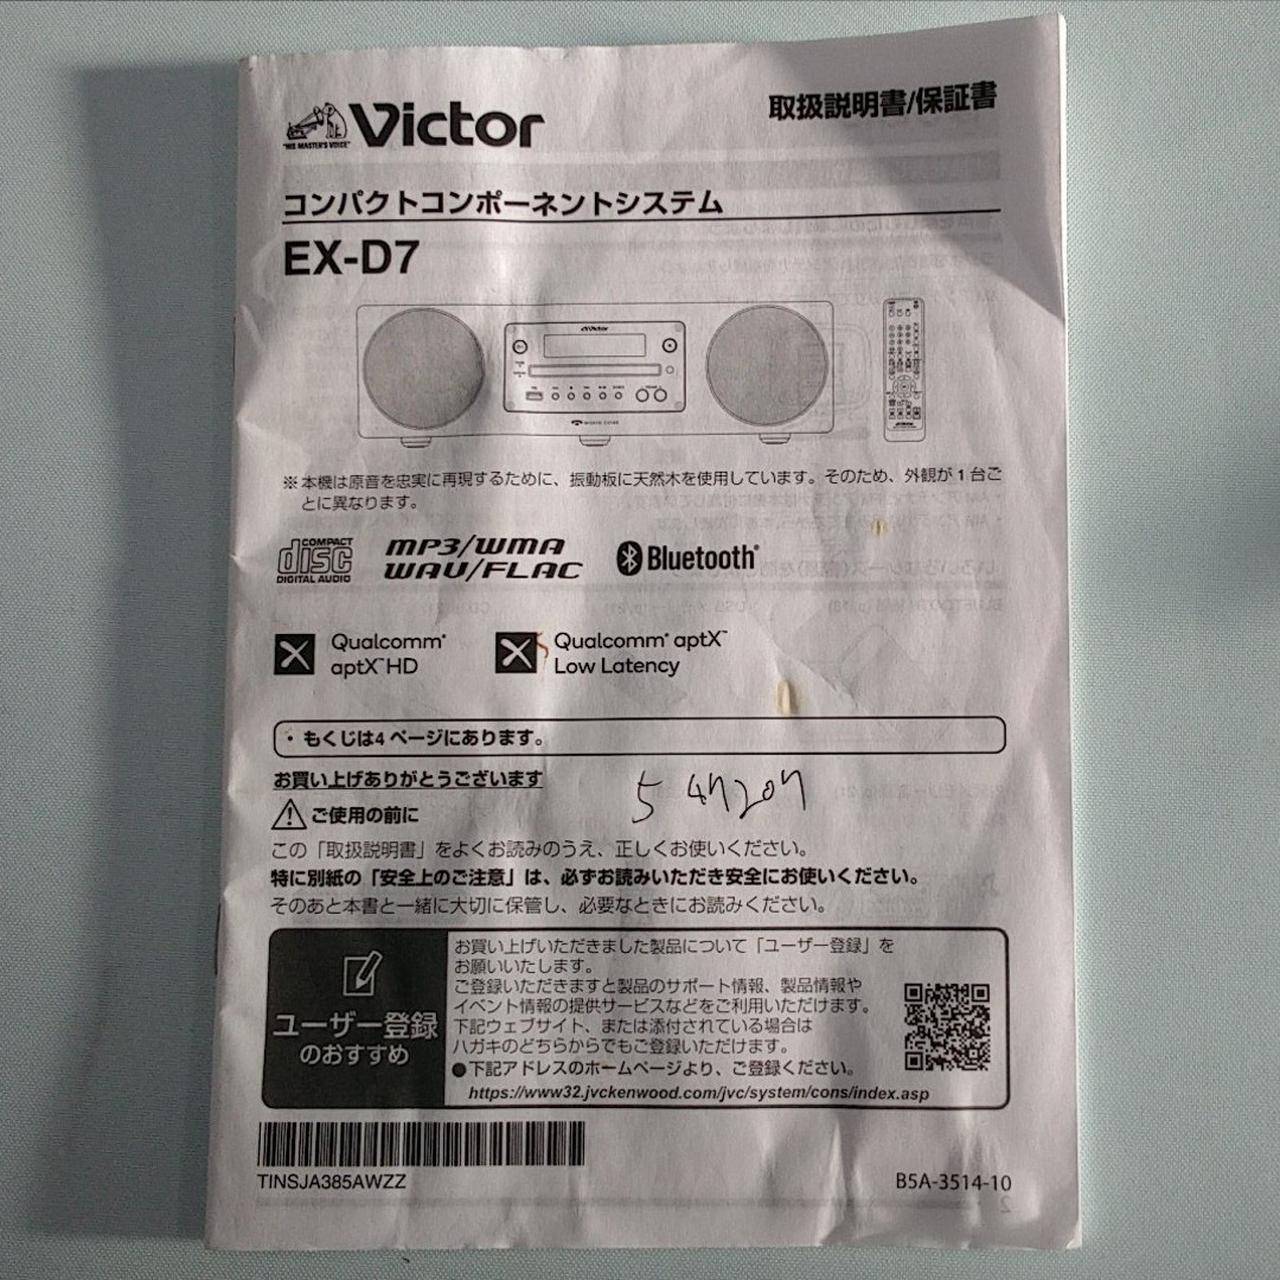 "HIS MASTER'S VOICE" Victor
取扱説明書/保証書
コンパクトコンポーネントシステム
EX-D7
Victor
※ 本機は原音を忠実に再現するために、振動板に天然木を使用しています。そのため、外観が 1 台ご
とに異なります。
COMPACT
disc
DIGITAL AUDIO
MP3/WMA
WAV/FLAC
Bluetooth®
Qualcomm®
aptX™ HD
Qualcomm® aptX™
Low Latency
・もくじは4 ページにあります。
お買い上げありがとうございます
ご使用の前に
この「取扱説明書」をよくお読みのうえ、正しくお使いください。
特に別紙の「安全上のご注意」は、必ずお読みいただき安全にお使いください。
そのあと本書と一緒に大切に保管し、必要なときにお読みください。
ユーザー登録
のおすすめ
お買い上げいただきました製品について「ユーザー登録」を
お願いいたします。
ご登録いただきますと製品のサポート情報、製品情報や
イベント情報の提供サービスなどをご利用いただけます。
下記ウェブサイト、または添付されている場合は
ハガキのどちらからでもご登録いただけます。
●下記アドレスのホームページより、ご登録ください。
https://www32.jvckenwood.com/jvc/system/cons/index.asp
TINSJA385AWZZ
B5A-3514-10